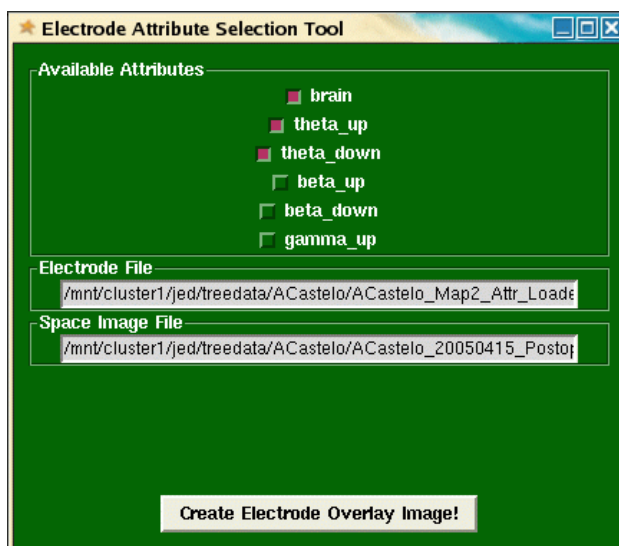 Electrode Attribute Selection Tool
Available Attributes
brain
theta_up
theta_down
beta_up
beta_down
gamma_up
Electrode File
/mnt/cluster1/jed/treedata/ACastelo/ACastelo_Map2_Attr_Loade
Space Image File
/mnt/cluster1/jed/treedata/ACastelo/ACastelo_20050415_Postop
Create Electrode Overlay Image!